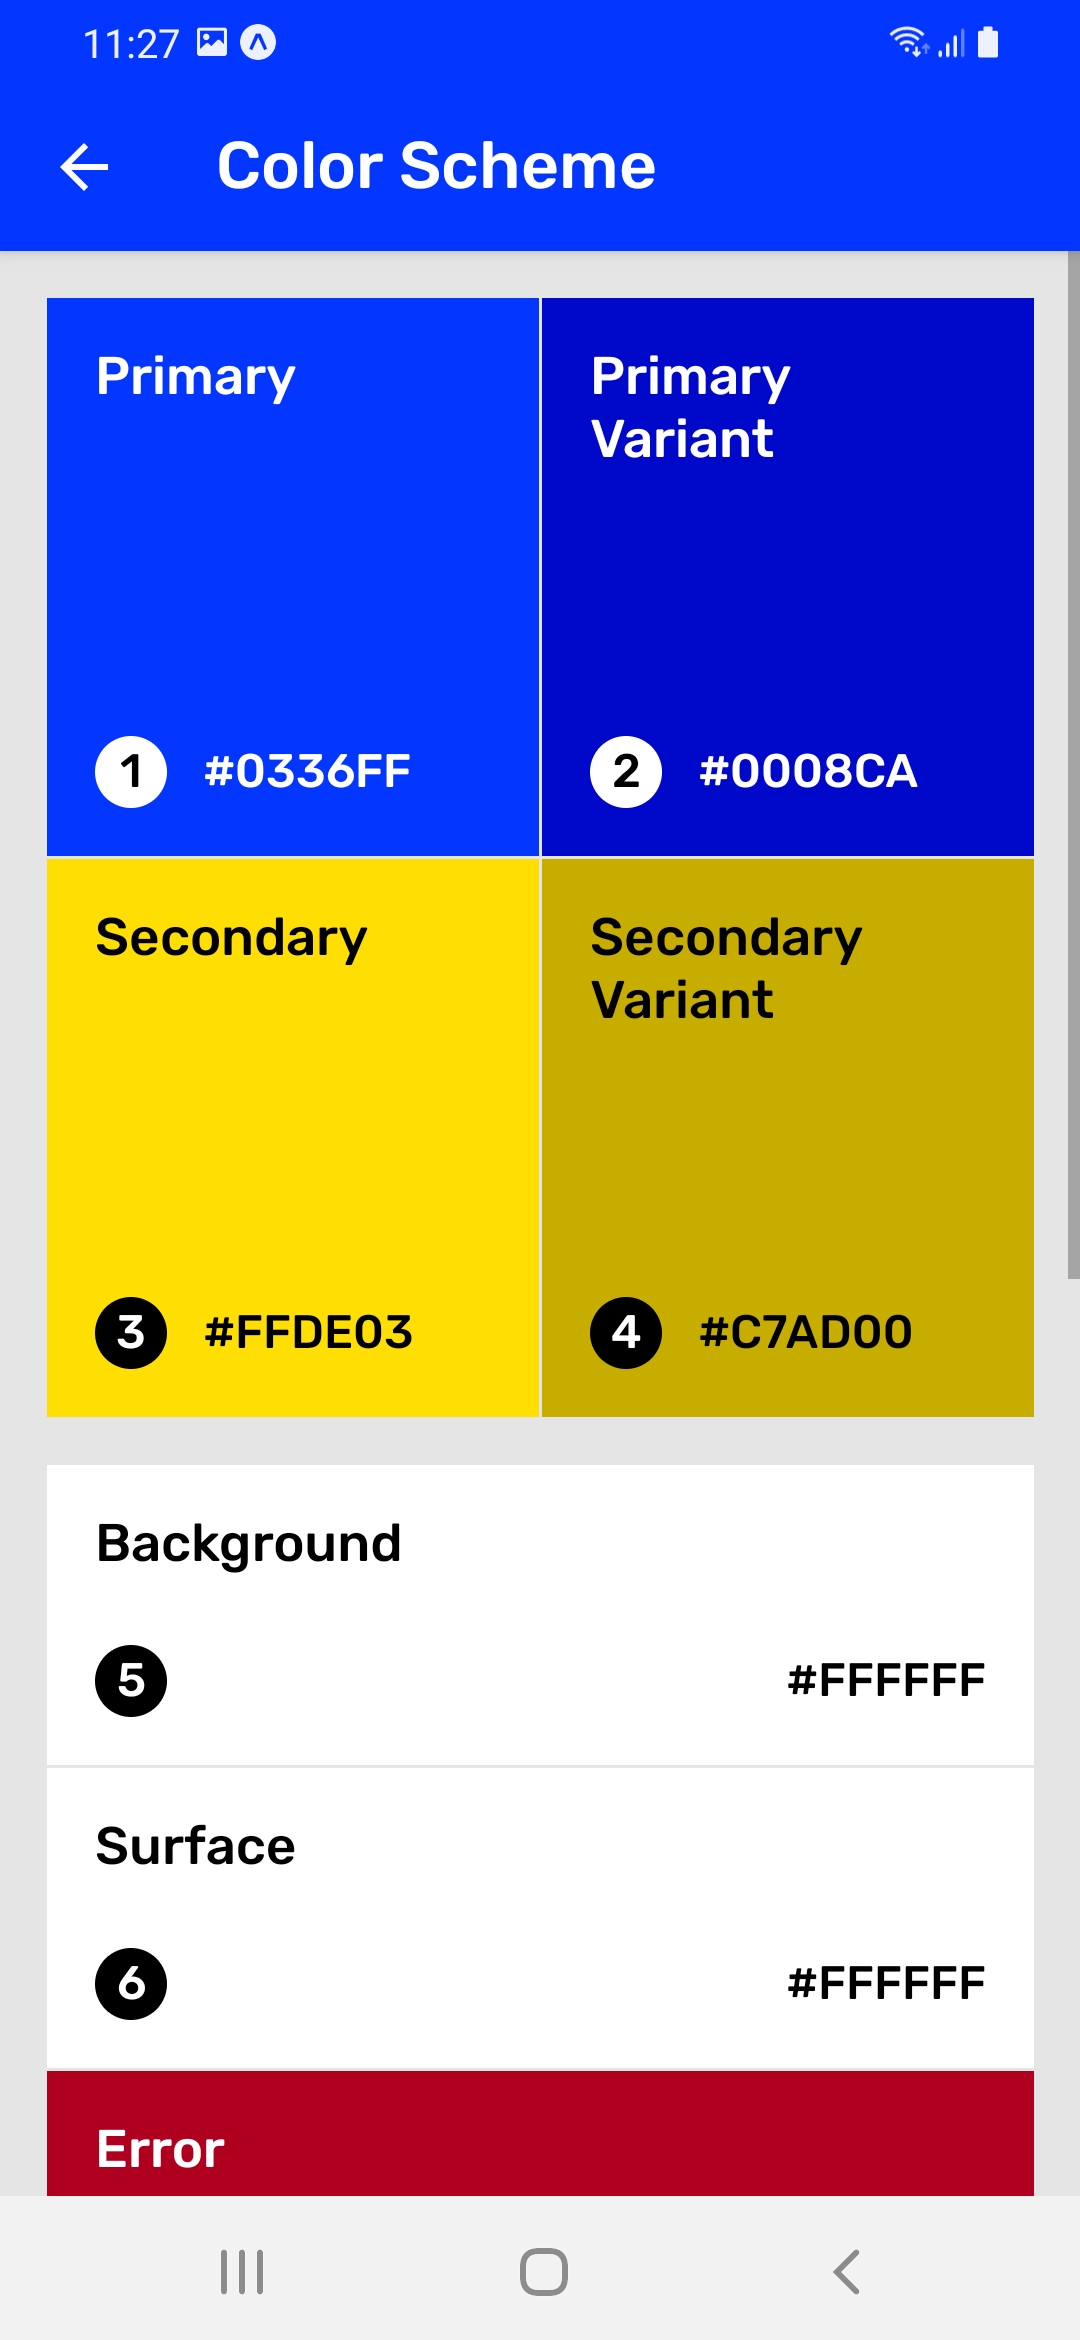 11:27
Color Scheme
Primary
1 #0336FF
Primary
Variant
2 #0008CA
Secondary
3 #FFDE03
Secondary
Variant
4 #C7AD00
Background
5 #FFFFFF
Surface
6 #FFFFFF
Error